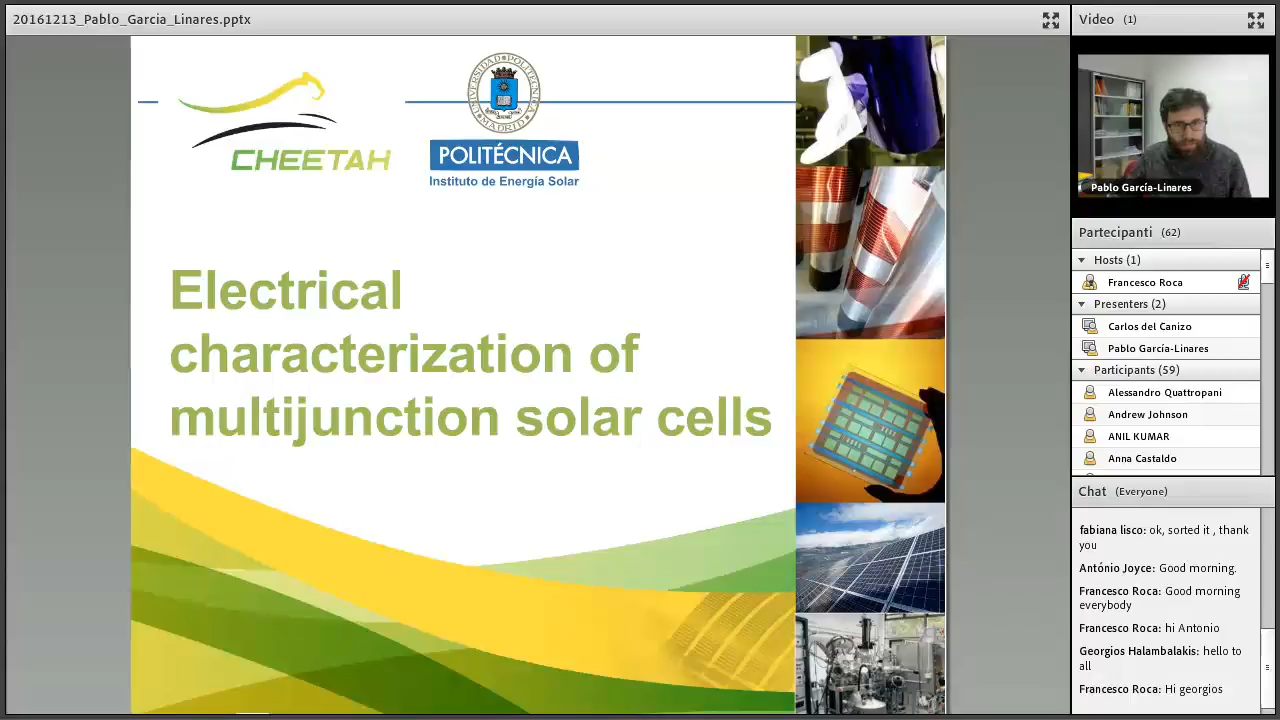 20161213_Pablo_Garcia_Linares.pptx
UNIVERSIDAD POLITÉCNICA
MADRID
CHEETAH
POLITÉCNICA
Instituto de Energía Solar
Electrical
characterization of
multijunction solar cells
Video (1)
Pablo García-Linares
Partecipanti (62)
Hosts (1)
Francesco Roca
Presenters (2)
Carlos del Canizo
Pablo García-Linares
Participants (59)
Alessandro Quattropani
Andrew Johnson
ANIL KUMAR
Anna Castaldo
Chat (Everyone)
fabiana lisco: ok, sorted it , thank
you
António Joyce: Good morning.
Francesco Roca: Good morning
everybody
Francesco Roca: hi Antonio
Georgios Halambalakis: hello to
all
Francesco Roca: Hi georgios